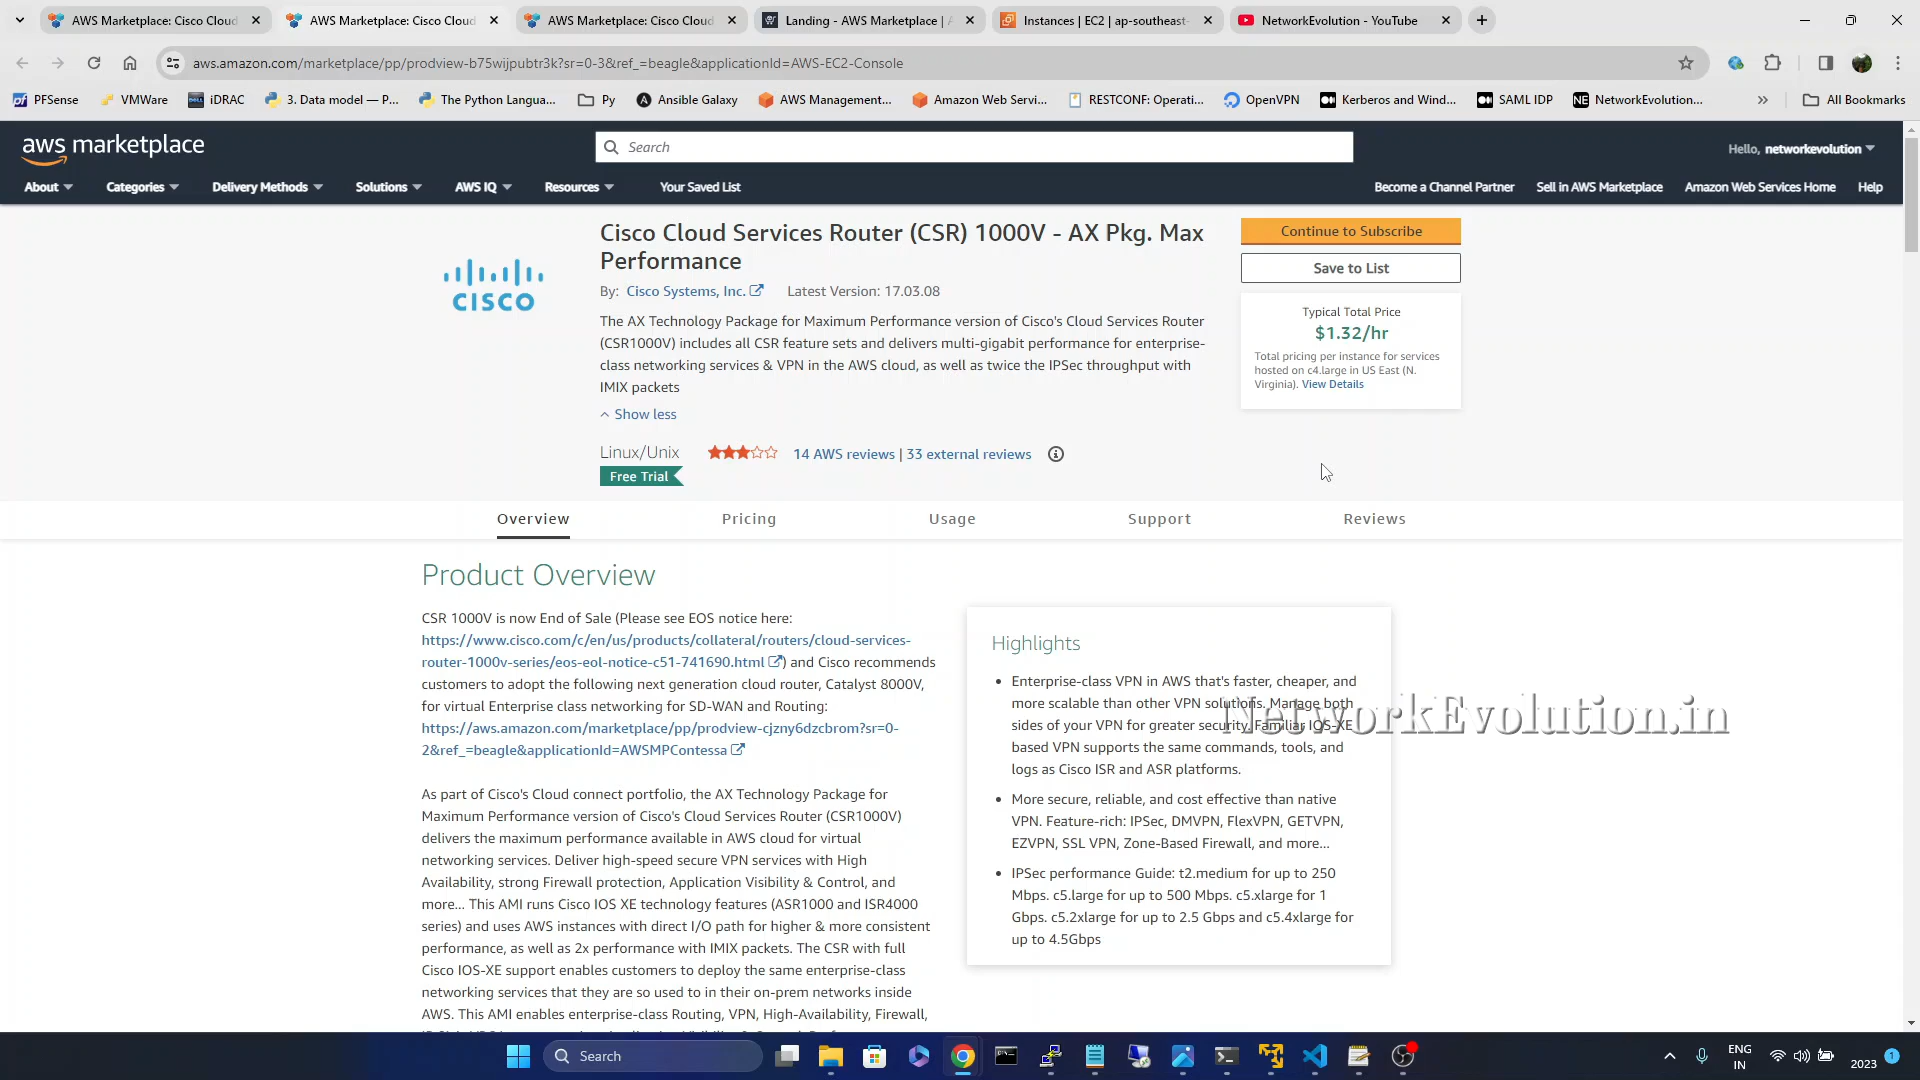 AWS Marketplace: Cisco Cloud
AWS Marketplace: Cisco Cloud
AWS Marketplace: Cisco Cloud
Landing - AWS Marketplace | A
Instances | EC2 | ap-southeast-
NetworkEvolution - YouTube
aws.amazon.com/marketplace/pp/prodview-b75wijpubtr3k?sr=0-3&ref_=beagle&applicationId=AWS-EC2-Console
PFSense
VMWare
iDRAC
3. Data model — P...
The Python Langua...
Py
Ansible Galaxy
AWS Management...
Amazon Web Servi...
RESTCONF: Operati...
OpenVPN
Kerberos and Wind...
SAML IDP
NetworkEvolution...
All Bookmarks
aws marketplace
Search
Hello, networkevolution
About
Categories
Delivery Methods
Solutions
AWS IQ
Resources
Your Saved List
Become a Channel Partner
Sell in AWS Marketplace
Amazon Web Services Home
Help
CISCO
Cisco Cloud Services Router (CSR) 1000V - AX Pkg. Max
Performance
By: Cisco Systems, Inc. Latest Version: 17.03.08
The AX Technology Package for Maximum Performance version of Cisco's Cloud Services Router
(CSR1000V) includes all CSR feature sets and delivers multi-gigabit performance for enterprise-
class networking services & VPN in the AWS cloud, as well as twice the IPSec throughput with
IMIX packets
Show less
Linux/Unix
14 AWS reviews | 33 external reviews
Free Trial
Continue to Subscribe
Save to List
Typical Total Price
$1.32/hr
Total pricing per instance for services
hosted on c4.large in US East (N.
Virginia). View Details
Overview
Pricing
Usage
Support
Reviews
Product Overview
CSR 1000V is now End of Sale (Please see EOS notice here:
https://www.cisco.com/c/en/us/products/collateral/routers/cloud-services-
router-1000v-series/eos-eol-notice-c51-741690.html ) and Cisco recommends
customers to adopt the following next generation cloud router, Catalyst 8000V,
for virtual Enterprise class networking for SD-WAN and Routing:
https://aws.amazon.com/marketplace/pp/prodview-cjzny6dzcbrom?sr=0-
2&ref_=beagle&applicationId=AWSMPContessa
As part of Cisco's Cloud connect portfolio, the AX Technology Package for
Maximum Performance version of Cisco's Cloud Services Router (CSR1000V)
delivers the maximum performance available in AWS cloud for virtual
networking services. Deliver high-speed secure VPN services with High
Availability, strong Firewall protection, Application Visibility & Control, and
more... This AMI runs Cisco IOS XE technology features (ASR1000 and ISR4000
series) and uses AWS instances with direct I/O path for higher & more consistent
performance, as well as 2x performance with IMIX packets. The CSR with full
Cisco IOS-XE support enables customers to deploy the same enterprise-class
networking services that they are so used to in their on-prem networks inside
AWS. This AMI enables enterprise-class Routing, VPN, High-Availability, Firewall,
Highlights
Enterprise-class VPN in AWS that's faster, cheaper, and
more scalable than other VPN solutions. Manage both
sides of your VPN for greater security. Familiar IOS-XE
based VPN supports the same commands, tools, and
logs as Cisco ISR and ASR platforms.
More secure, reliable, and cost effective than native
VPN. Feature-rich: IPSec, DMVPN, FlexVPN, GETVPN,
EZVPN, SSL VPN, Zone-Based Firewall, and more...
IPSec performance Guide: t2.medium for up to 250
Mbps. c5.large for up to 500 Mbps. c5.xlarge for 1
Gbps. c5.2xlarge for up to 2.5 Gbps and c5.4xlarge for
up to 4.5Gbps
NetworkEvolution.in
Search
ENG
IN
2023
1